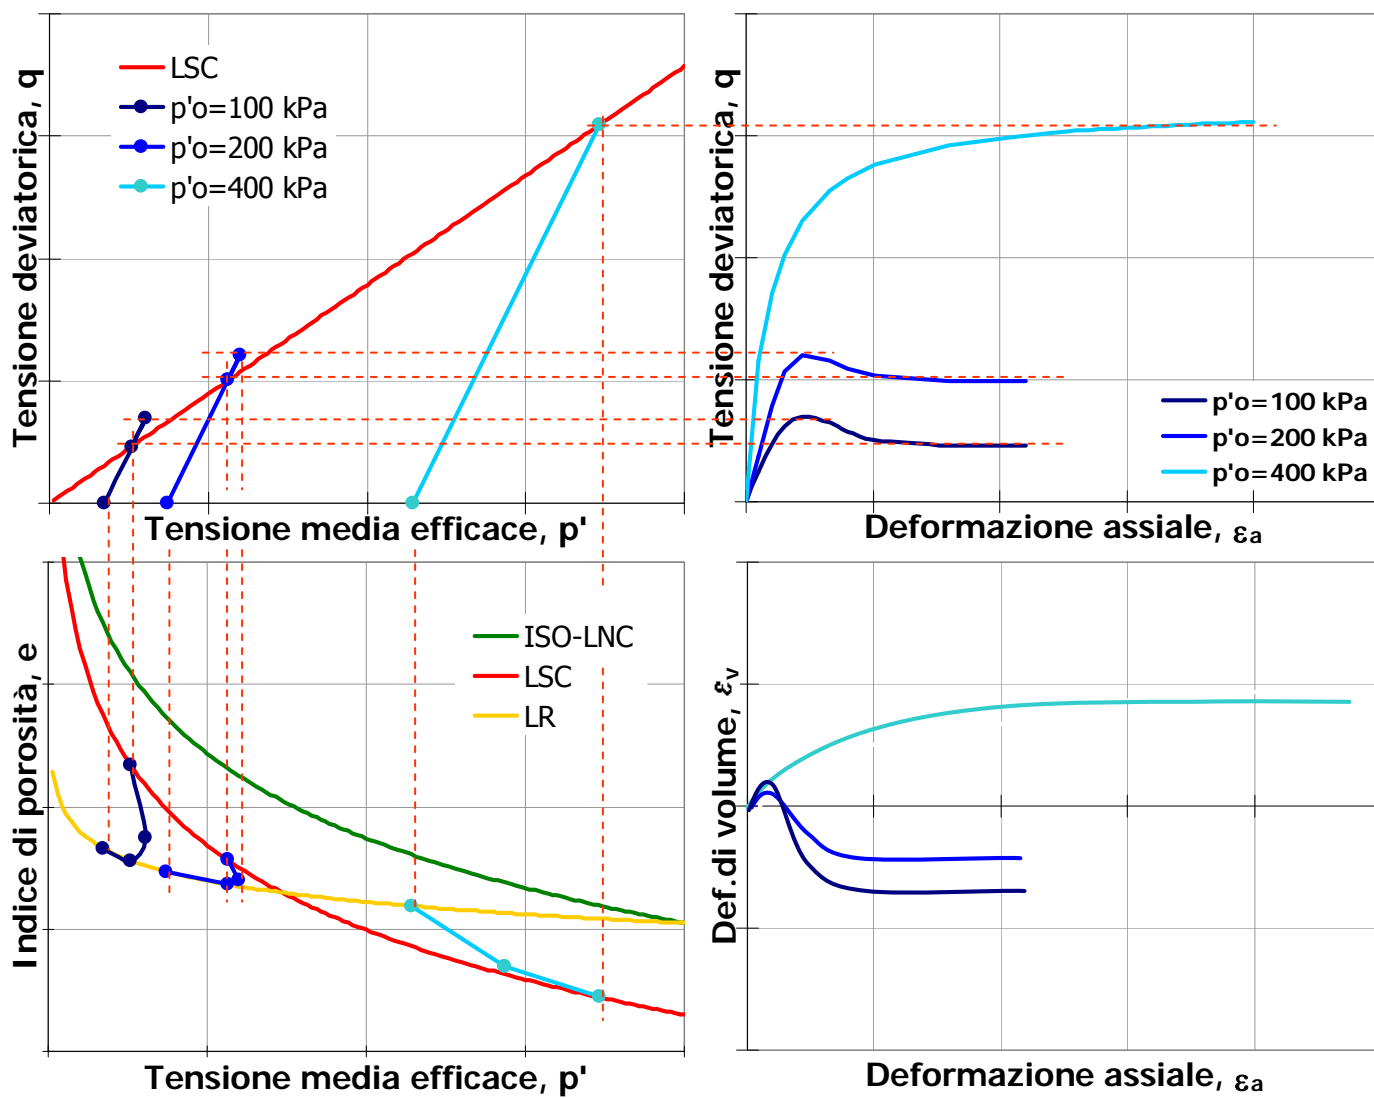 Tensione deviatorica, q
LSC
p'o=100 kPa
p'o=200 kPa
p'o=400 kPa
Tensione media efficace, p'
Tensione deviatorica, q
p'o=100 kPa
p'o=200 kPa
p'o=400 kPa
Deformazione assiale, εa
Indice di porosità, e
ISO-LNC
LSC
LR
Tensione media efficace, p'
Def.di volume, εv
Deformazione assiale, εa